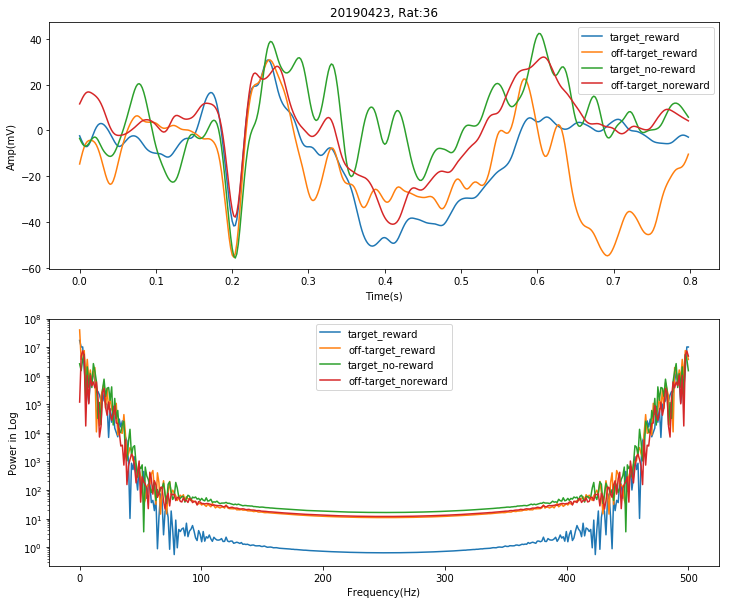 20190423, Rat:36
target_reward
off-target_reward
target_no-reward
off-target_noreward
Amp(mV)
40
20
0
−20
−40
−60
0.0 0.1 0.2 0.3 0.4 0.5 0.6 0.7 0.8
Time(s)
target_reward
off-target_reward
target_no-reward
off-target_noreward
Power in Log
10^8
10^7
10^6
10^5
10^4
10^3
10^2
10^1
10^0
0 100 200 300 400 500
Frequency(Hz)